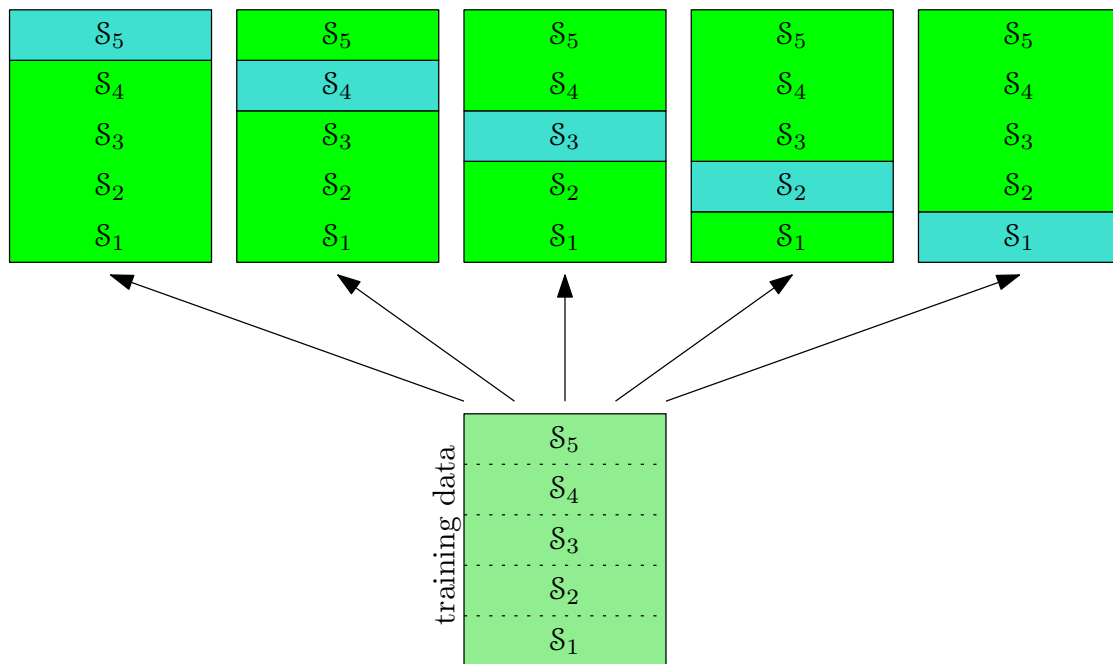 𝒮₅ 𝒮₅ 𝒮₅ 𝒮₅ 𝒮₅
𝒮₄ 𝒮₄ 𝒮₄ 𝒮₄ 𝒮₄
𝒮₃ 𝒮₃ 𝒮₃ 𝒮₃ 𝒮₃
𝒮₂ 𝒮₂ 𝒮₂ 𝒮₂ 𝒮₂
𝒮₁ 𝒮₁ 𝒮₁ 𝒮₁ 𝒮₁
training data
𝒮₅
𝒮₄
𝒮₃
𝒮₂
𝒮₁